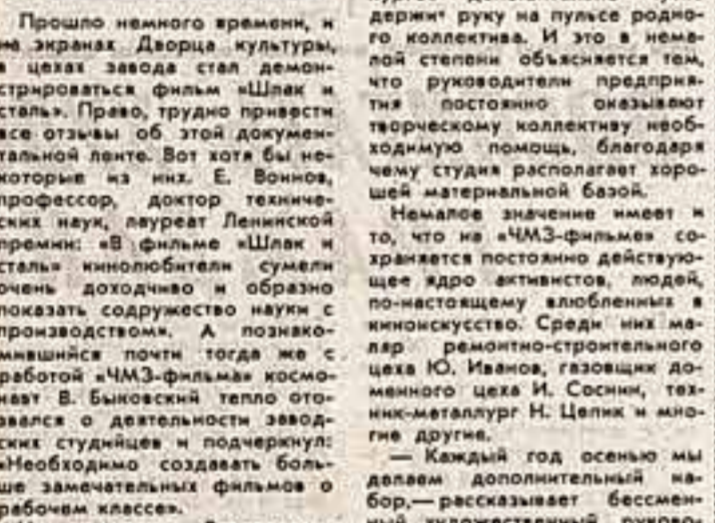 Прошло немного времени, и
на экранах Дворца культуры,
в цехах завода стал демон-
стрироваться фильм «Шлак и
сталь». Право, трудно привести
все отзывы об этой докумен-
тальной ленте. Вот хотя бы не-
которые из них. Е. Воинов,
профессор, доктор техниче-
ских наук, лауреат Ленинской
премии: «В фильме «Шлак и
сталь» кинолюбители сумели
очень доходчиво и образно
показать содружество науки с
производством». А познако-
мившийся почти тогда же с
работой «ЧМЗ-фильма» космо-
навт В. Быковский тепло ото-
звался о деятельности завод-
ских студийцев и подчеркнул:
«Необходимо создавать боль-
ше замечательных фильмов о
рабочем классе».
держит руку на пульсе родно-
го коллектива. И это в нема-
лой степени объясняется тем,
что руководители предприя-
тия постоянно оказывают
творческому коллективу необ-
ходимую помощь, благодаря
чему студия располагает хоро-
шей материальной базой.
Немалое значение имеет и
то, что на «ЧМЗ-фильме» со-
храняется постоянно действую-
щее ядро активистов, людей,
по-настоящему влюбленных в
киноискусство. Среди них ма-
ляр ремонтно-строительного
цеха Ю. Иванов, газовщик до-
менного цеха И. Соснин, тех-
ник-металлург Н. Цепик и мно-
гие другие.
— Каждый год осенью мы
делаем дополнительный на-
бор,— рассказывает бессмен-
ный художественный руково-